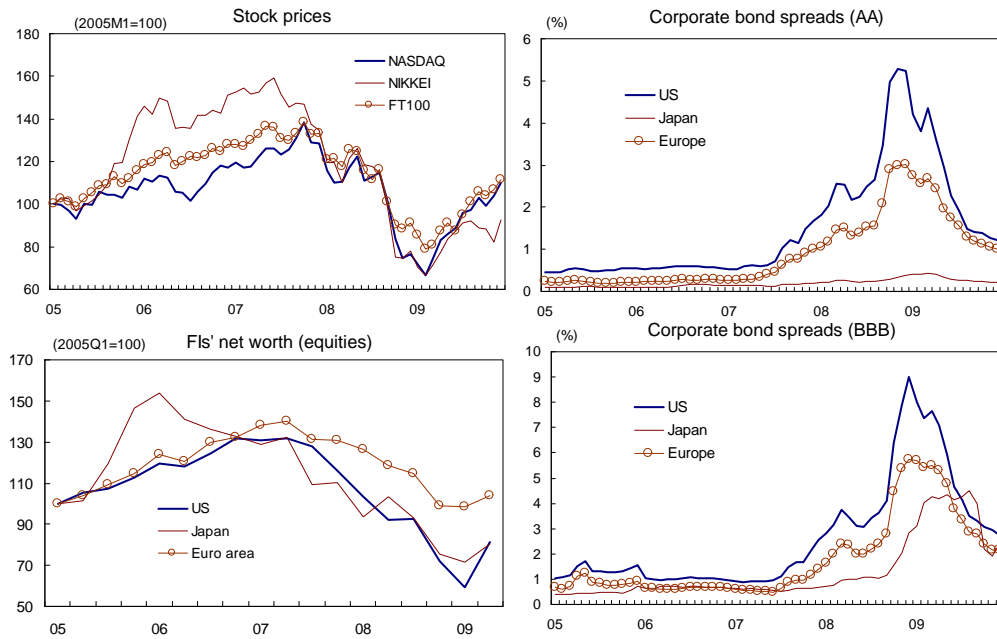 Stock prices
(2005M1=100)
180
160
140
120
100
80
60
NASDAQ
NIKKEI
FT100
05 06 07 08 09
Corporate bond spreads (AA)
(%)
6
5
4
3
2
1
0
US
Japan
Europe
05 06 07 08 09
FIs' net worth (equities)
(2005Q1=100)
170
150
130
110
90
70
50
US
Japan
Euro area
05 06 07 08 09
Corporate bond spreads (BBB)
(%)
10
9
8
7
6
5
4
3
2
1
0
US
Japan
Europe
05 06 07 08 09